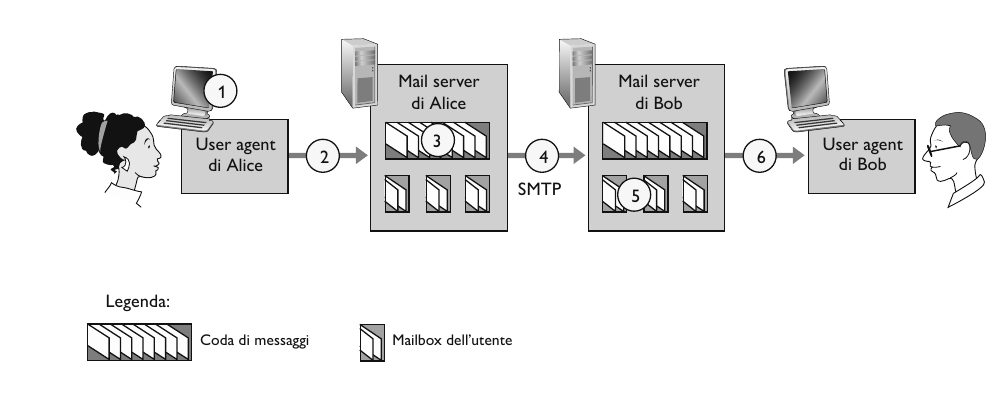 1
User agent
di Alice
2
Mail server
di Alice
3
4
SMTP
Mail server
di Bob
5
6
User agent
di Bob
Legenda:
Coda di messaggi
Mailbox dell'utente